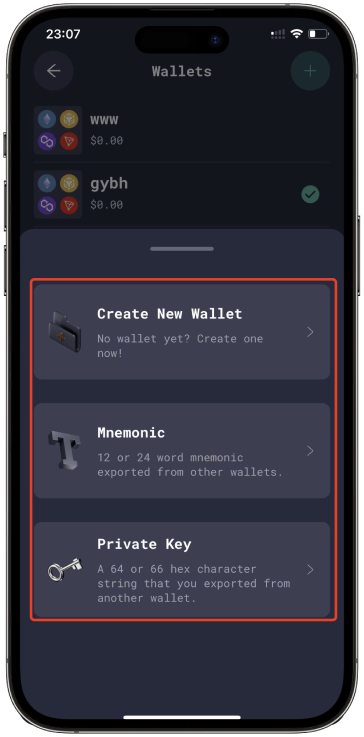 23:07
Wallets
www
$0.00
gybh
$0.00
Create New Wallet
No wallet yet? Create one
now!
Mnemonic
12 or 24 word mnemonic
exported from other wallets.
Private Key
A 64 or 66 hex character
string that you exported from
another wallet.